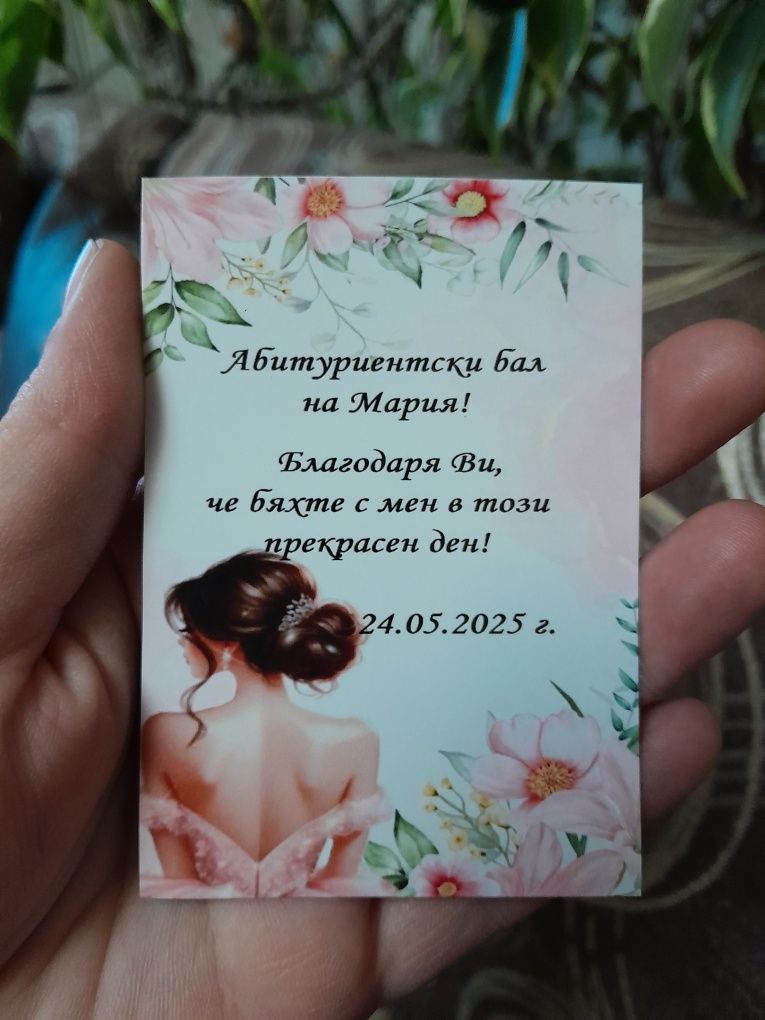 Абитуриентски бал
на Мария!
Благодаря Ви,
че бяхте с мен в този
прекрасен ден!
24.05.2025 г.